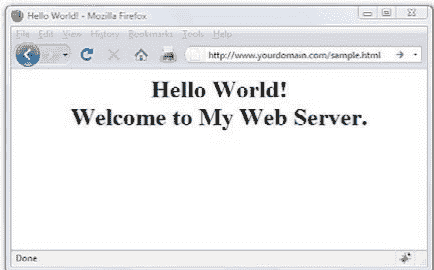 Hello World! - Mozilla Firefox
File Edit View History Bookmarks Tools Help
http://www.yourdomain.com/sample.html
Hello World!
Welcome to My Web Server.
Done